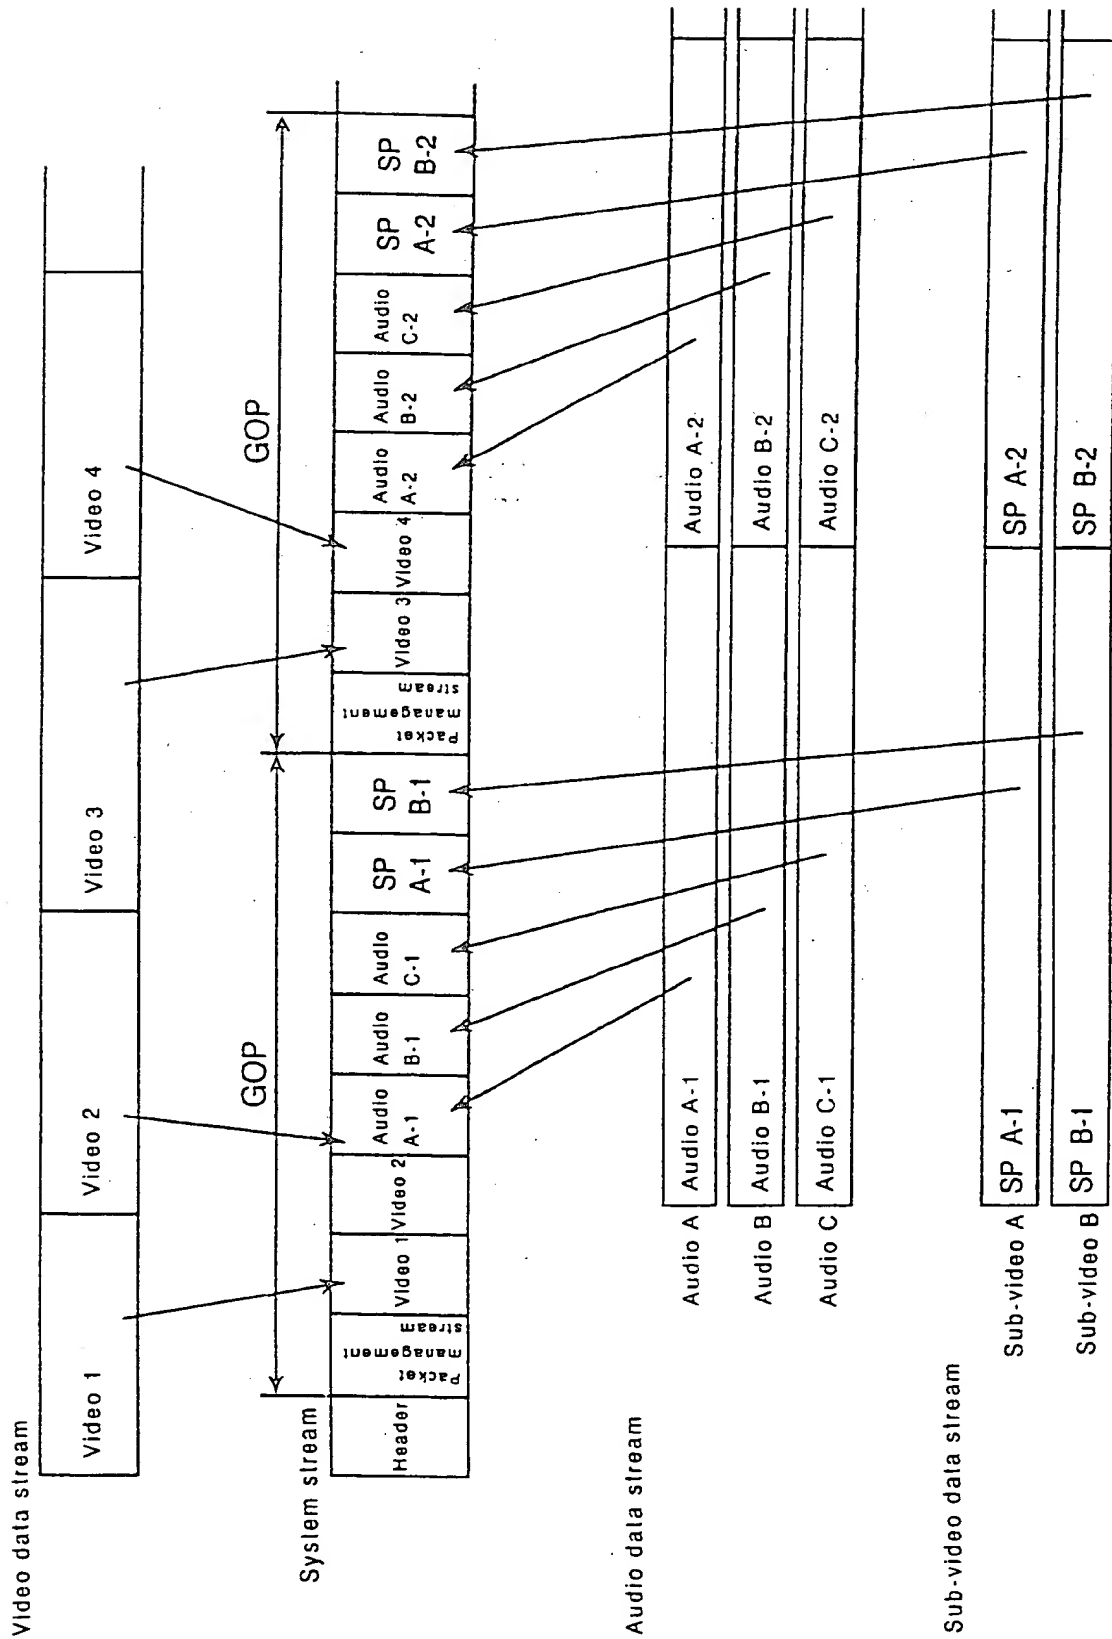 Video data stream
Video 1
Video 2
Video 3
Video 4
System stream
GOP
GOP
Header
Packet
management
stream
Video 1
Video 2
Audio
A-1
Audio
B-1
Audio
C-1
SP
A-1
SP
B-1
Packet
management
stream
Video 3
Video 4
Audio
A-2
Audio
B-2
Audio
C-2
SP
A-2
SP
B-2
Audio data stream
Audio A
Audio A-1
Audio A-2
Audio B
Audio B-1
Audio B-2
Audio C
Audio C-1
Audio C-2
Sub-video data stream
Sub-video A
SP A-1
SP A-2
Sub-video B
SP B-1
SP B-2